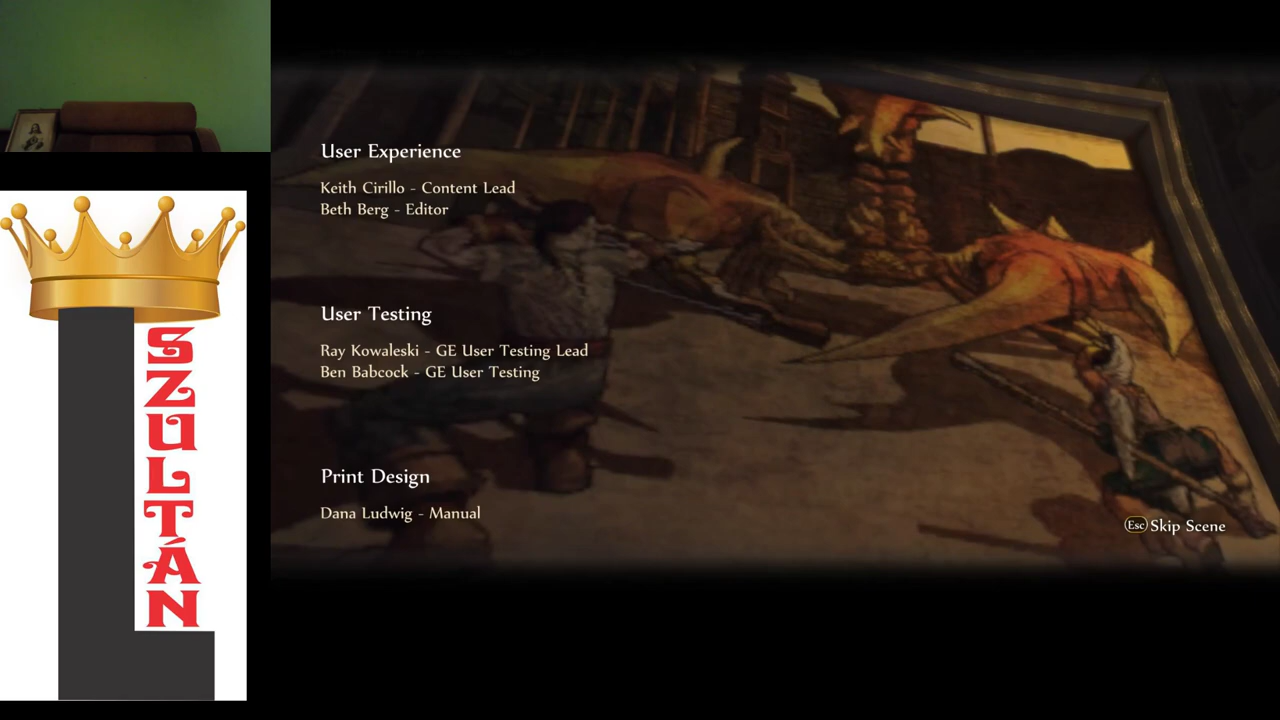 SZULTÁN
User Experience
Keith Cirillo - Content Lead
Beth Berg - Editor
User Testing
Ray Kowaleski - GE User Testing Lead
Ben Babcock - GE User Testing
Print Design
Dana Ludwig - Manual
Esc Skip Scene